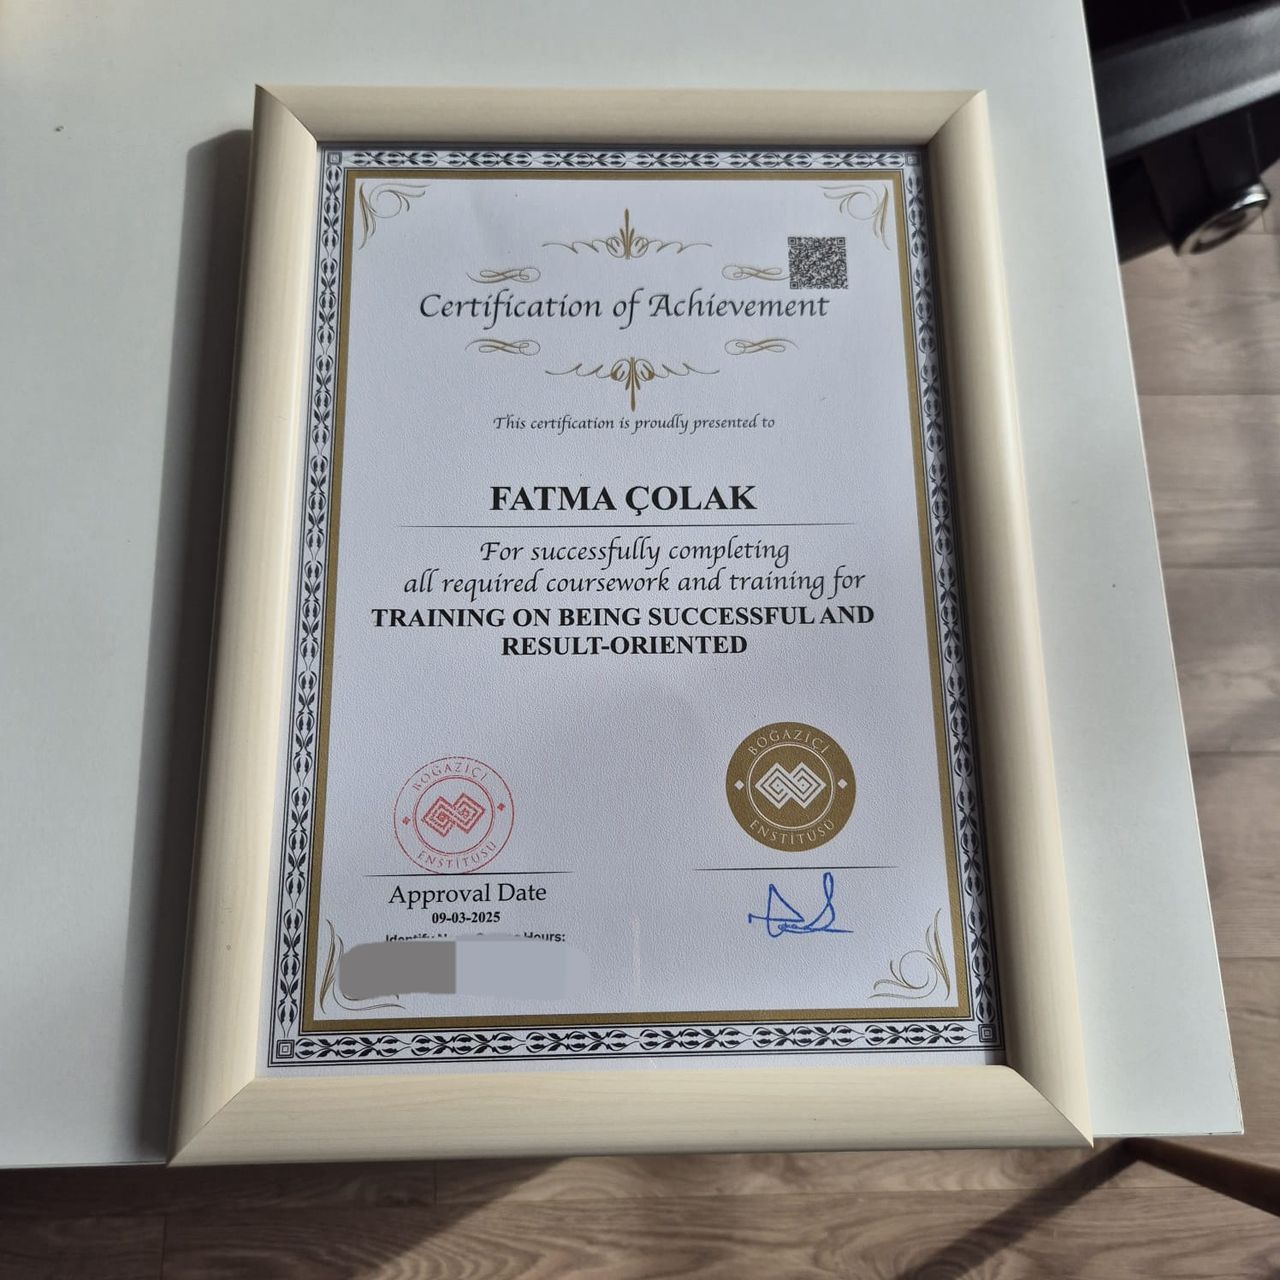 Certification of Achievement
This certification is proudly presented to
FATMA ÇOLAK
For successfully completing
all required coursework and training for
TRAINING ON BEING SUCCESSFUL AND
RESULT-ORIENTED
BOĞAZİÇİ
ENSTİTÜSÜ
BOĞAZİÇİ
ENSTİTÜSÜ
Approval Date
09-03-2025
Hours: